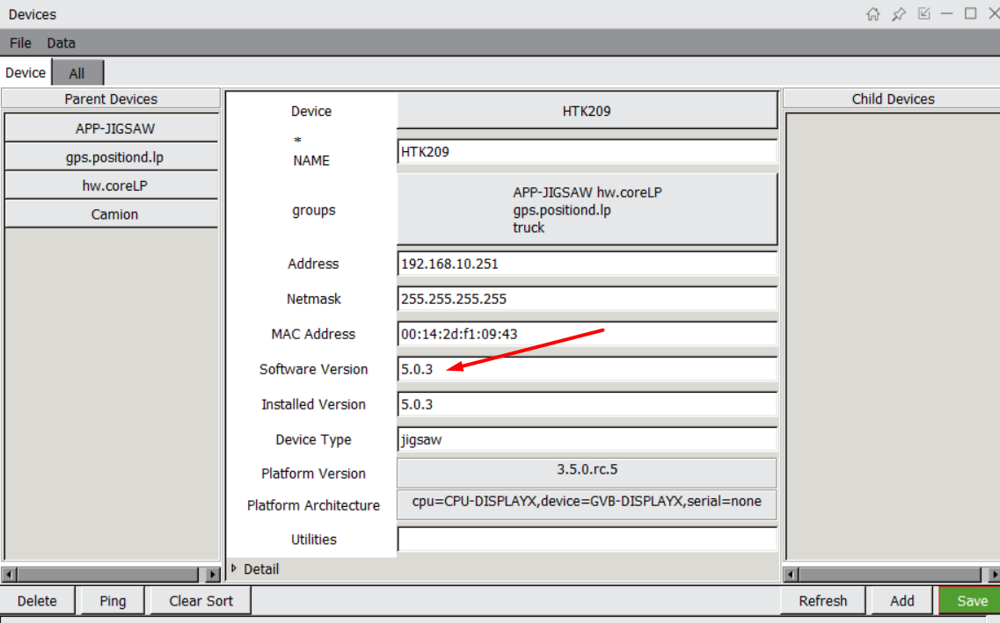 Devices
File Data
Device All
Parent Devices
APP-JIGSAW
gps.positiond.lp
hw.coreLP
Camion
Device HTK209
*
NAME HTK209
groups
APP-JIGSAW hw.coreLP
gps.positiond.lp
truck
Address 192.168.10.251
Netmask 255.255.255.255
MAC Address 00:14:2d:f1:09:43
Software Version 5.0.3
Installed Version 5.0.3
Device Type jigsaw
Platform Version 3.5.0.rc.5
Platform Architecture cpu=CPU-DISPLAYX,device=GVB-DISPLAYX,serial=none
Utilities
Detail
Child Devices
Delete Ping Clear Sort Refresh Add Save